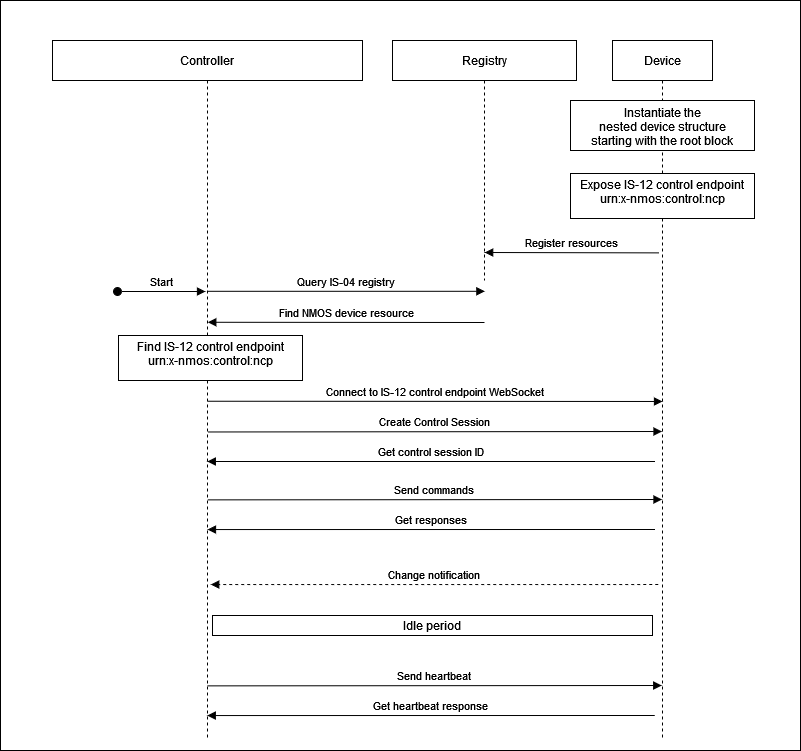 Controller
Registry
Device
Instantiate the
nested device structure
starting with the root block
Expose IS-12 control endpoint
urn:x-nmos:control:ncp
Register resources
Start
Query IS-04 registry
Find NMOS device resource
Find IS-12 control endpoint
urn:x-nmos:control:ncp
Connect to IS-12 control endpoint WebSocket
Create Control Session
Get control session ID
Send commands
Get responses
Change notification
Idle period
Send heartbeat
Get heartbeat response